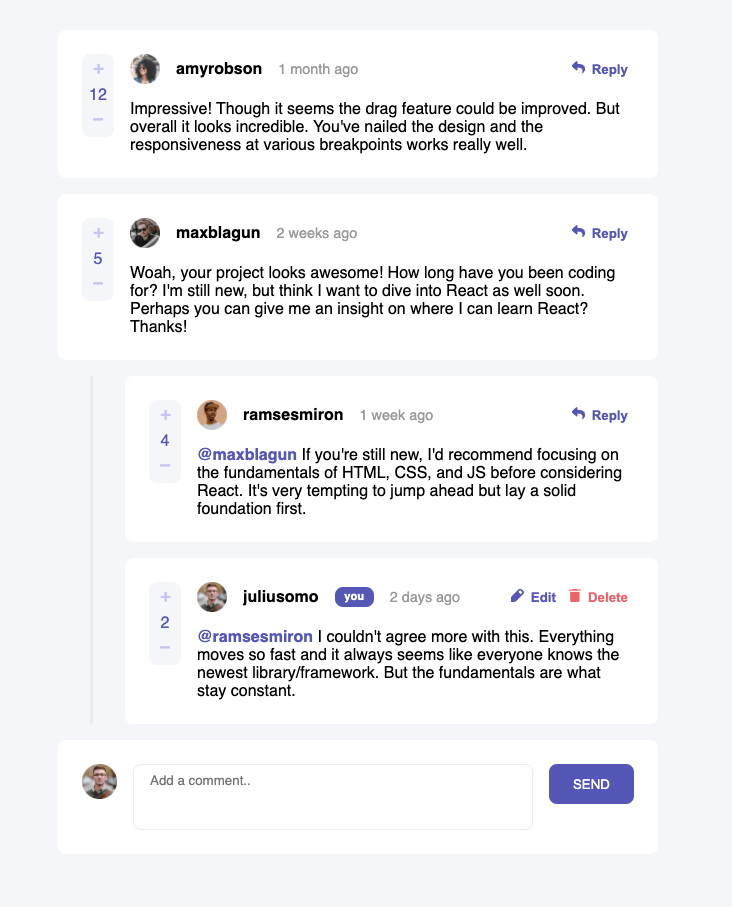 +
amyrobson 1 month ago Reply
12
−
Impressive! Though it seems the drag feature could be improved. But
overall it looks incredible. You've nailed the design and the
responsiveness at various breakpoints works really well.
+
maxblagun 2 weeks ago Reply
5
−
Woah, your project looks awesome! How long have you been coding
for? I'm still new, but think I want to dive into React as well soon.
Perhaps you can give me an insight on where I can learn React?
Thanks!
+
ramsesmiron 1 week ago Reply
4
−
@maxblagun If you're still new, I'd recommend focusing on
the fundamentals of HTML, CSS, and JS before considering
React. It's very tempting to jump ahead but lay a solid
foundation first.
+
juliusomo you 2 days ago Edit Delete
2
−
@ramsesmiron I couldn't agree more with this. Everything
moves so fast and it always seems like everyone knows the
newest library/framework. But the fundamentals are what
stay constant.
Add a comment.. SEND